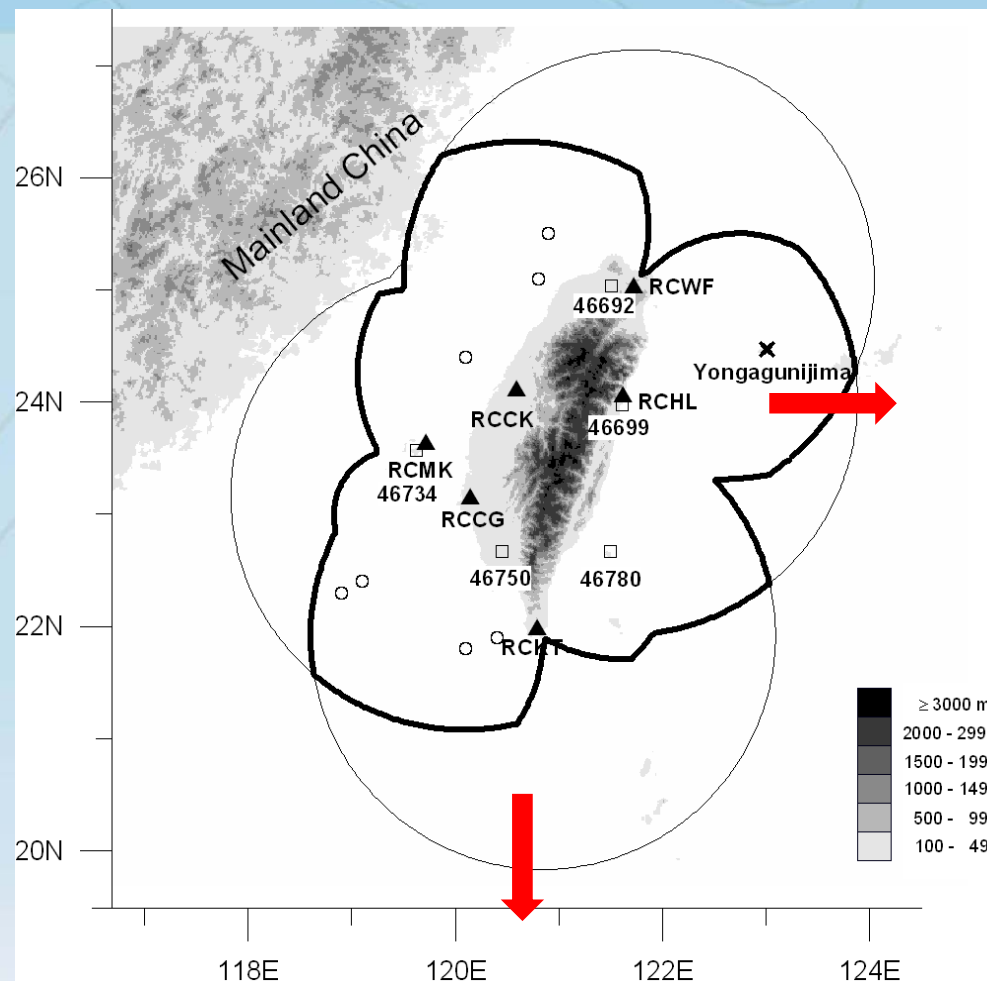 Mainland China
26N
24N
22N
20N
RCWF
46692
Yongagunijima
RCHL
46699
RCCK
RCMK
46734
RCCG
46750
46780
RCKT
≥ 3000 m
2000 - 299
1500 - 199
1000 - 149
500 - 99
100 - 49
118E
120E
122E
124E